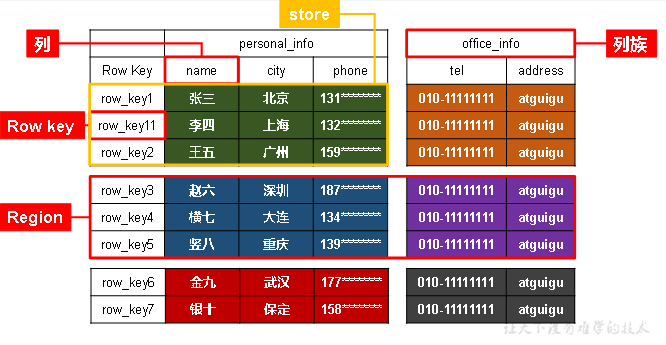 store
列
personal_info
office_info
列族
Row Key name city phone tel address
row_key1 张三 北京 131******** 010-11111111 atguigu
Row key
row_key11 李四 上海 132******** 010-11111111 atguigu
row_key2 王五 广州 159******** 010-11111111 atguigu
row_key3 赵六 深圳 187******** 010-11111111 atguigu
Region
row_key4 横七 大连 134******** 010-11111111 atguigu
row_key5 竖八 重庆 139******** 010-11111111 atguigu
row_key6 金九 武汉 177******** 010-11111111 atguigu
row_key7 银十 保定 158******** 010-11111111 atguigu
让天下没有难学的技术